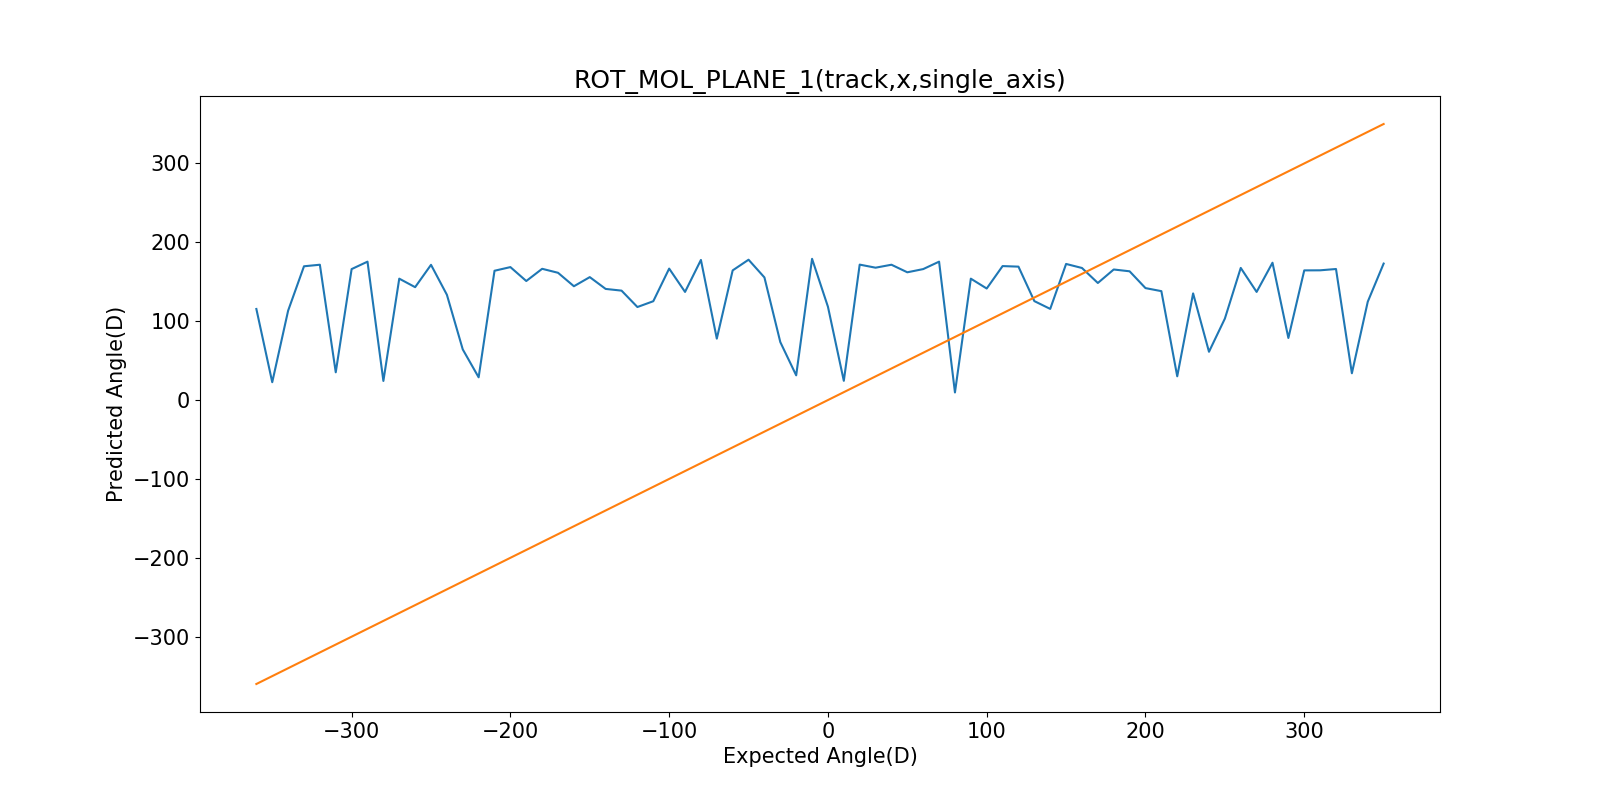 ROT_MOL_PLANE_1(track,x,single_axis)
300
200
100
0
−100
−200
−300
Predicted Angle(D)
−300 −200 −100 0 100 200 300
Expected Angle(D)